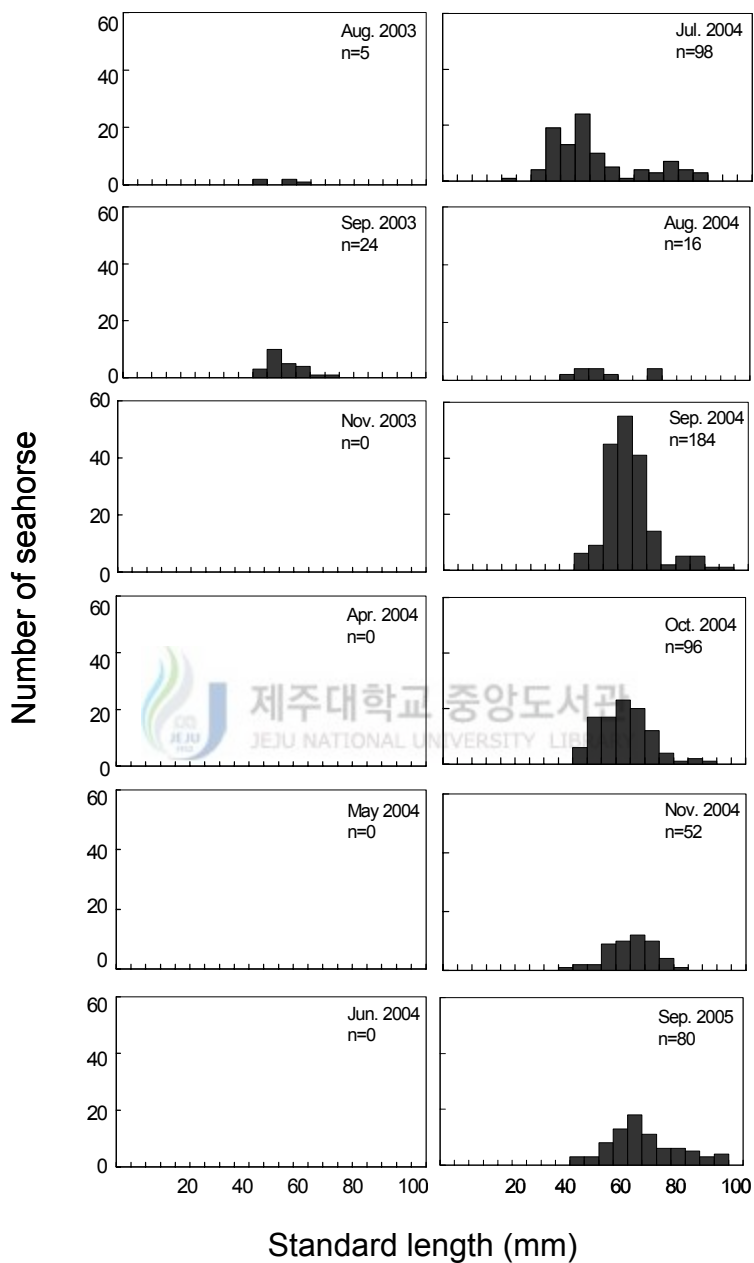 Number of seahorse
60
40
20
0
Aug. 2003
n=5
Jul. 2004
n=98
60
40
20
0
Sep. 2003
n=24
Aug. 2004
n=16
60
40
20
0
Nov. 2003
n=0
Sep. 2004
n=184
60
40
20
0
Apr. 2004
n=0
Oct. 2004
n=96
제주대학교 중앙도서관
JEJU NATIONAL UNIVERSITY LIBRARY
JEJU
1952
60
40
20
0
May 2004
n=0
Nov. 2004
n=52
60
40
20
0
Jun. 2004
n=0
Sep. 2005
n=80
20 40 60 80 100
20 40 60 80 100
Standard length (mm)